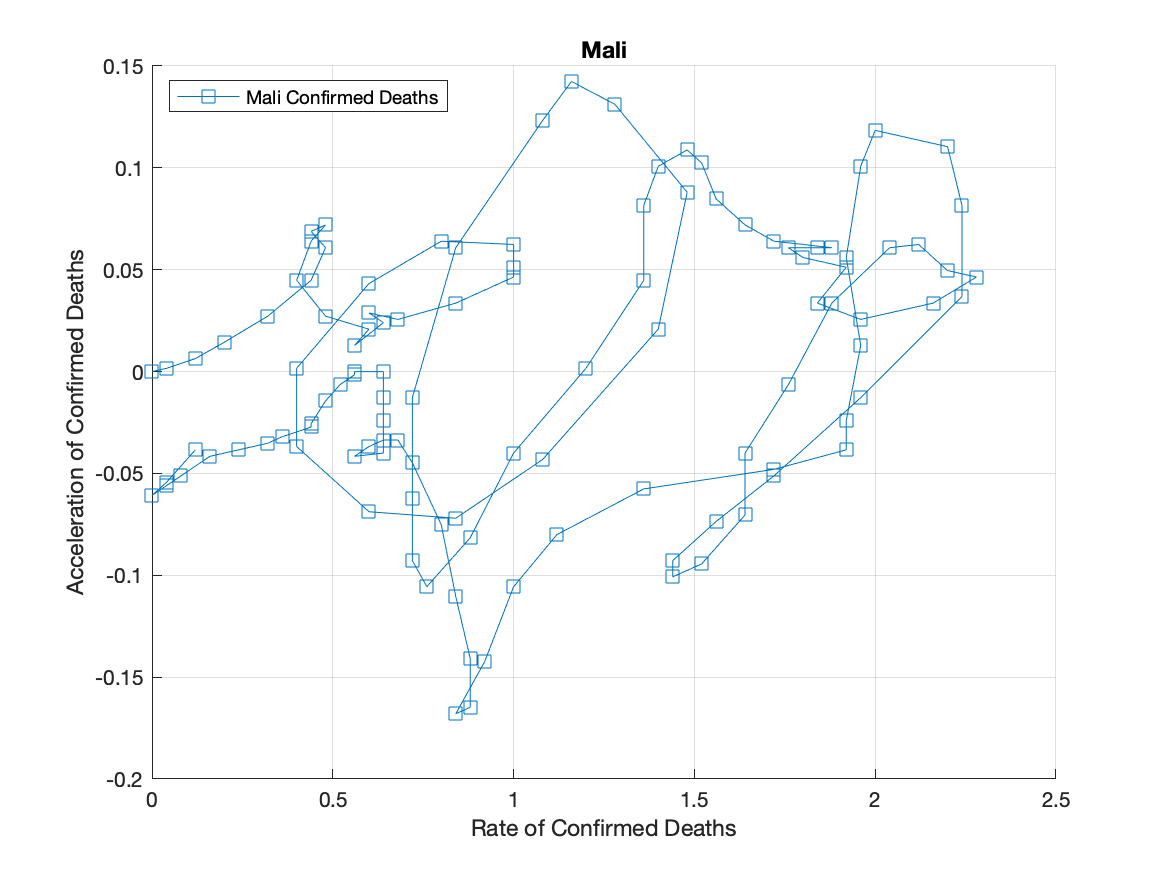 Mali
Mali Confirmed Deaths
Acceleration of Confirmed Deaths
0.15
0.1
0.05
0
-0.05
-0.1
-0.15
-0.2
0 0.5 1 1.5 2 2.5
Rate of Confirmed Deaths